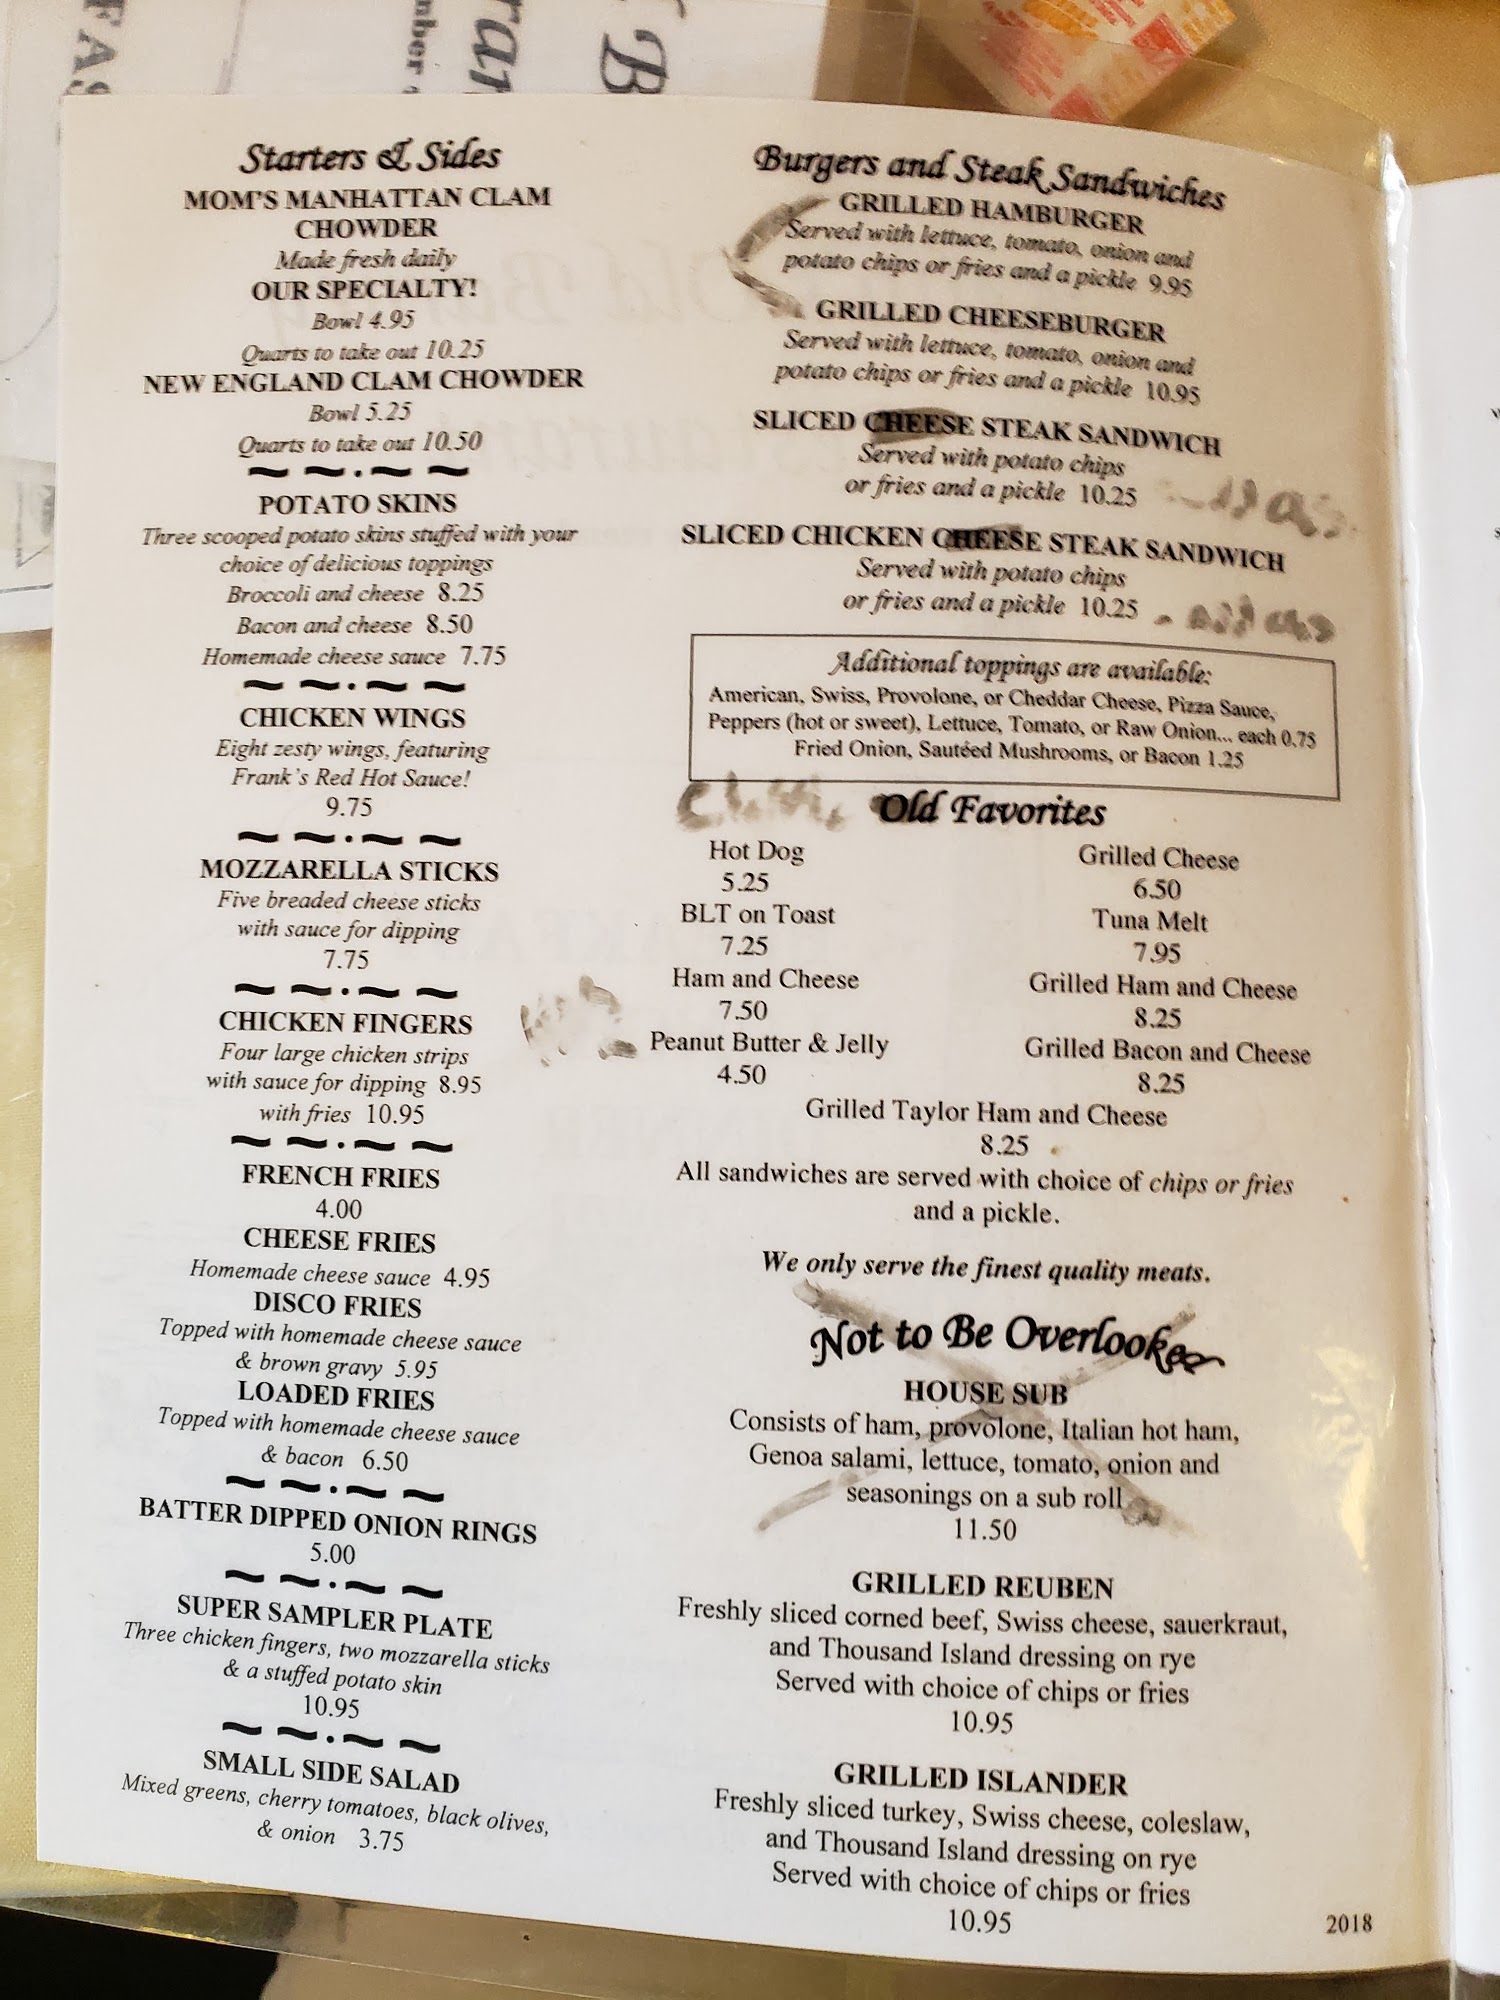 Starters & Sides
MOM'S MANHATTAN CLAM
CHOWDER
Made fresh daily
OUR SPECIALTY!
Bowl 4.95
Quarts to take out 10.25
NEW ENGLAND CLAM CHOWDER
Bowl 5.25
Quarts to take out 10.50
POTATO SKINS
Three scooped potato skins stuffed with your
choice of delicious toppings
Broccoli and cheese 8.25
Bacon and cheese 8.50
Homemade cheese sauce 7.75
CHICKEN WINGS
Eight zesty wings, featuring
Frank's Red Hot Sauce!
9.75
MOZZARELLA STICKS
Five breaded cheese sticks
with sauce for dipping
7.75
CHICKEN FINGERS
Four large chicken strips
with sauce for dipping 8.95
with fries 10.95
FRENCH FRIES
4.00
CHEESE FRIES
Homemade cheese sauce 4.95
DISCO FRIES
Topped with homemade cheese sauce
& brown gravy 5.95
LOADED FRIES
Topped with homemade cheese sauce
& bacon 6.50
BATTER DIPPED ONION RINGS
5.00
SUPER SAMPLER PLATE
Three chicken fingers, two mozzarella sticks
& a stuffed potato skin
10.95
SMALL SIDE SALAD
Mixed greens, cherry tomatoes, black olives,
& onion 3.75
Burgers and Steak Sandwiches
GRILLED HAMBURGER
Served with lettuce, tomato, onion and
potato chips or fries and a pickle 9.95
GRILLED CHEESEBURGER
Served with lettuce, tomato, onion and
potato chips or fries and a pickle 10.95
SLICED CHEESE STEAK SANDWICH
Served with potato chips
or fries and a pickle 10.25
SLICED CHICKEN CHEESE STEAK SANDWICH
Served with potato chips
or fries and a pickle 10.25
Additional toppings are available:
American, Swiss, Provolone, or Cheddar Cheese, Pizza Sauce,
Peppers (hot or sweet), Lettuce, Tomato, or Raw Onion... each 0.75
Fried Onion, Sautéed Mushrooms, or Bacon 1.25
Old Favorites
Hot Dog
5.25
BLT on Toast
7.25
Ham and Cheese
7.50
Peanut Butter & Jelly
4.50
Grilled Cheese
6.50
Tuna Melt
7.95
Grilled Ham and Cheese
8.25
Grilled Bacon and Cheese
8.25
Grilled Taylor Ham and Cheese
8.25
All sandwiches are served with choice of chips or fries
and a pickle.
We only serve the finest quality meats.
Not to Be Overlooked
HOUSE SUB
Consists of ham, provolone, Italian hot ham,
Genoa salami, lettuce, tomato, onion and
seasonings on a sub roll
11.50
GRILLED REUBEN
Freshly sliced corned beef, Swiss cheese, sauerkraut,
and Thousand Island dressing on rye
Served with choice of chips or fries
10.95
GRILLED ISLANDER
Freshly sliced turkey, Swiss cheese, coleslaw,
and Thousand Island dressing on rye
Served with choice of chips or fries
10.95
2018